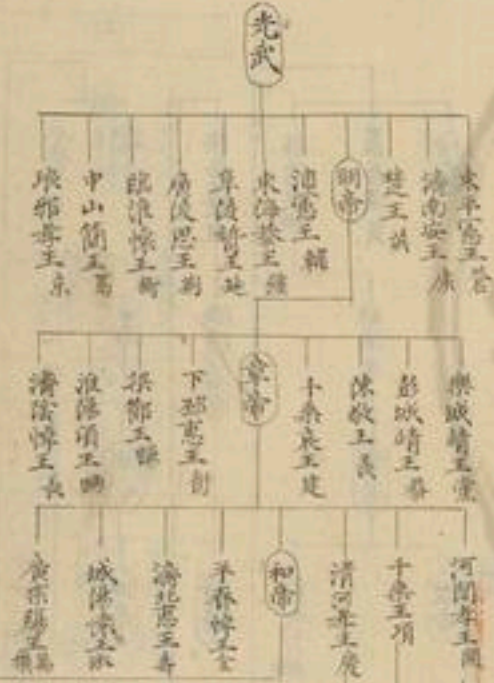 光武
東平憲王蒼
濟南安王康
楚王英
明帝
沛憲王輔
東海恭王彊
阜陵質王延
廣陵思王荊
臨淮懷王衡
中山簡王焉
琅邪孝王京
樂成靖王黨
彭城靖王恭
陳敬王羨
千乘哀王建
章帝
下邳惠王衍
梁節王暢
淮陽頃王昞
濟陰悼王長
河間孝王開
千乘王
清河孝王慶
和帝
平春悼王全
濟北惠王壽
城陽懷王淑
廣宗殤王萬